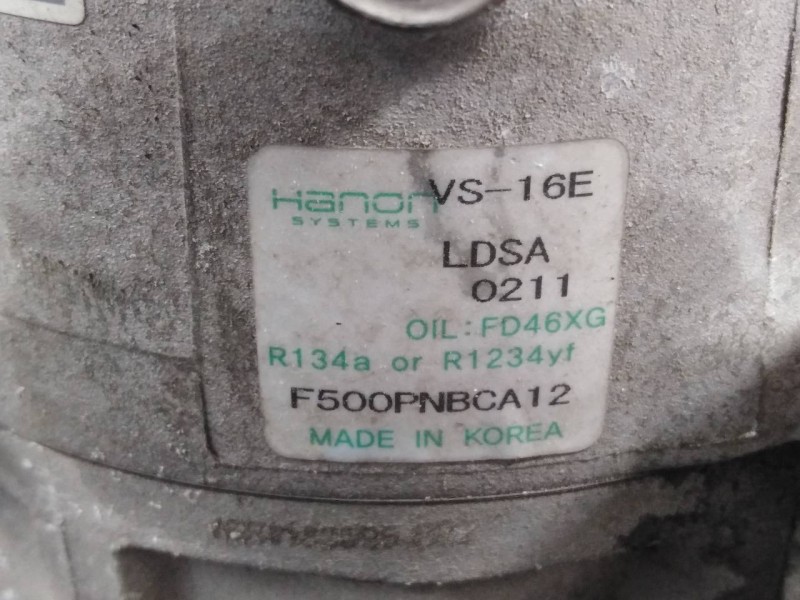 Hanon VS-16E
SYSTEMS
LDSA
0211
OIL:FD46XG
R134a or R1234yf
F500PNBCA12
MADE IN KOREA